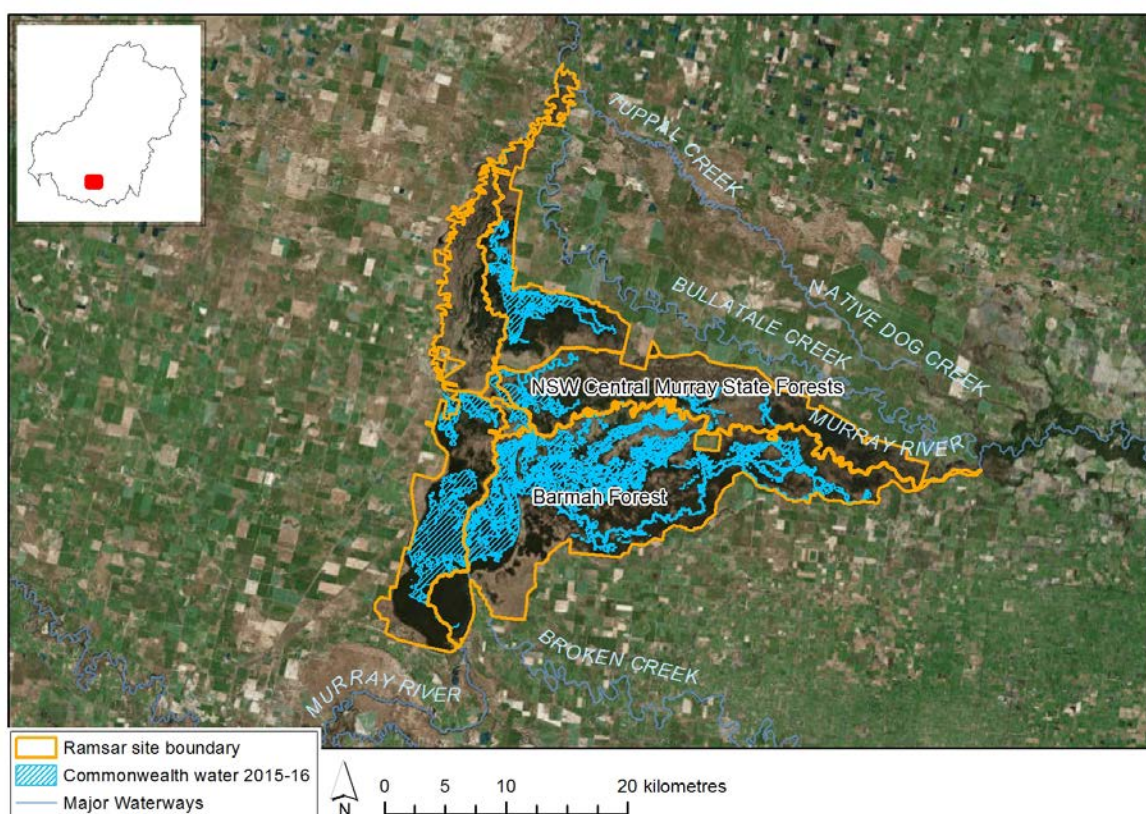 TUPPAL CREEK
NATIVE DOG CREEK
BULLATALE CREEK
NSW Central Murray State Forests
MURRAY RIVER
Barmah Forest
BROKEN CREEK
MURRAY RIVER
Ramsar site boundary
Commonwealth water 2015-16
Major Waterways
N
0 5 10 20 kilometres